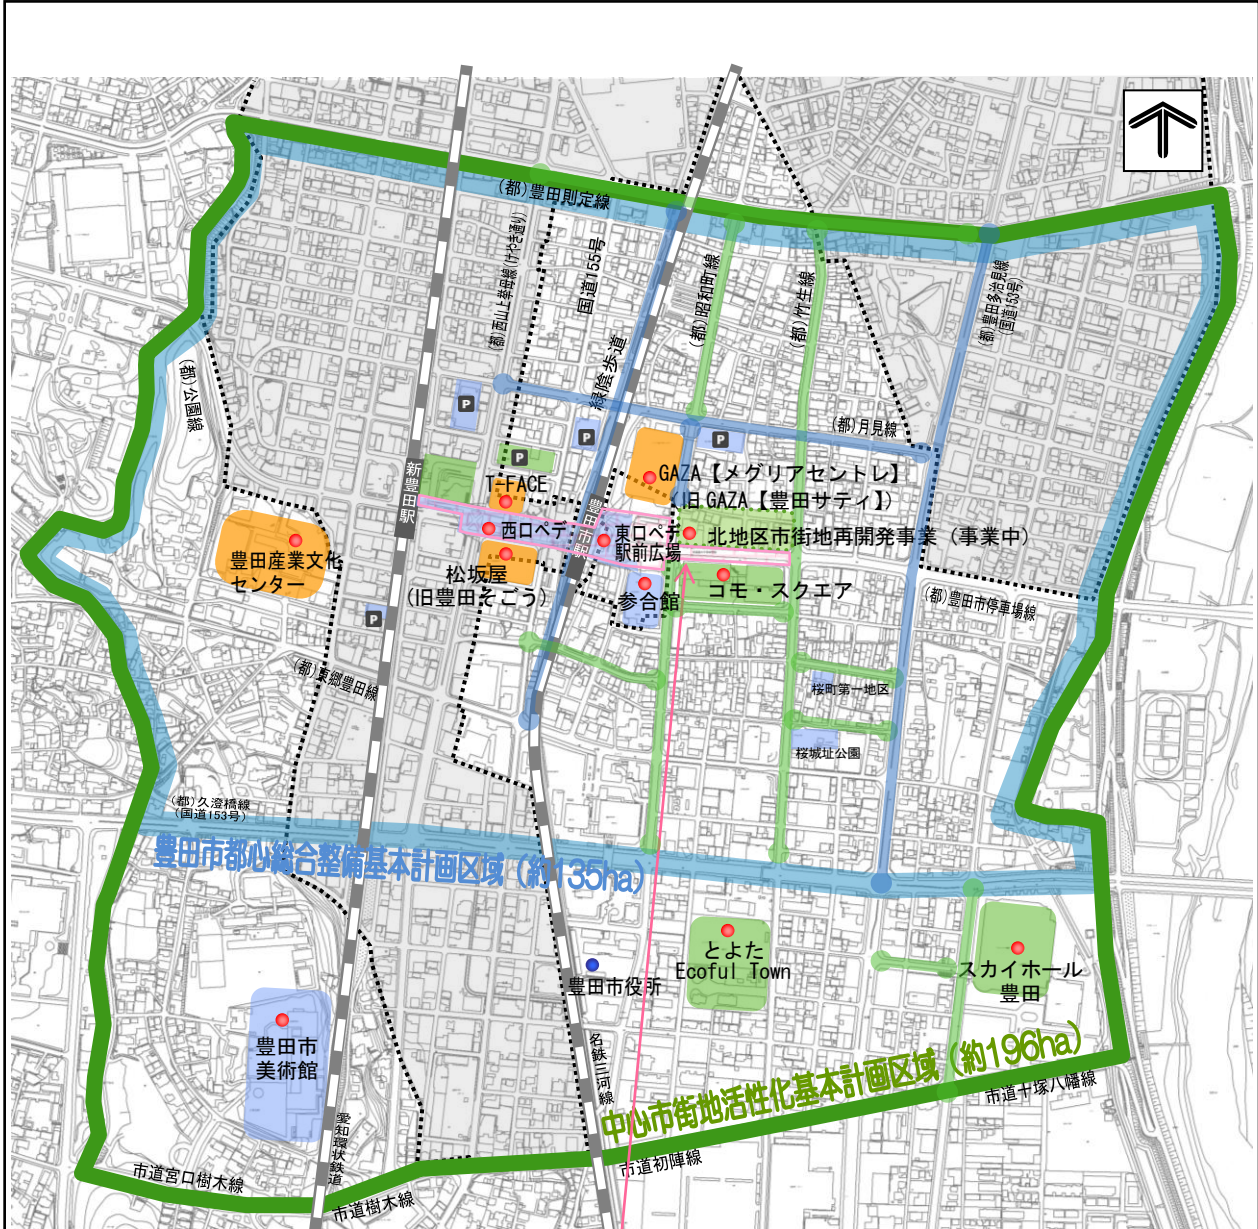 (都)豊田則定線
(都)西山上挙母線(けやき通り)
国道155号
緑陰歩道
(都)昭和町線
(都)竹生線
(都)豊田多治見線
(国道153号)
(都)公園線
P
P
P
P
(都)月見線
新豊田駅
T-FACE
GAZA【メグリアセントレ】
(旧GAZA【豊田サティ】)
西口ペデ
豊田市駅
東口ペデ
駅前広場
北地区市街地再開発事業(事業中)
豊田産業文化
センター
松坂屋
(旧豊田そごう)
参合館
コモ・スクエア
(都)豊田市停車場線
P
(都)東郷豊田線
桜町第一地区
桜城址公園
(都)久澄橋線
(国道153号)
豊田市都心総合整備基本計画区域(約135ha)
とよた
Ecoful Town
豊田市役所
スカイホール
豊田
豊田市
美術館
名鉄三河線
中心市街地活性化基本計画区域(約196ha)
市道十塚八幡線
愛知環状鉄道
市道初陣線
市道宮口樹木線
市道樹木線